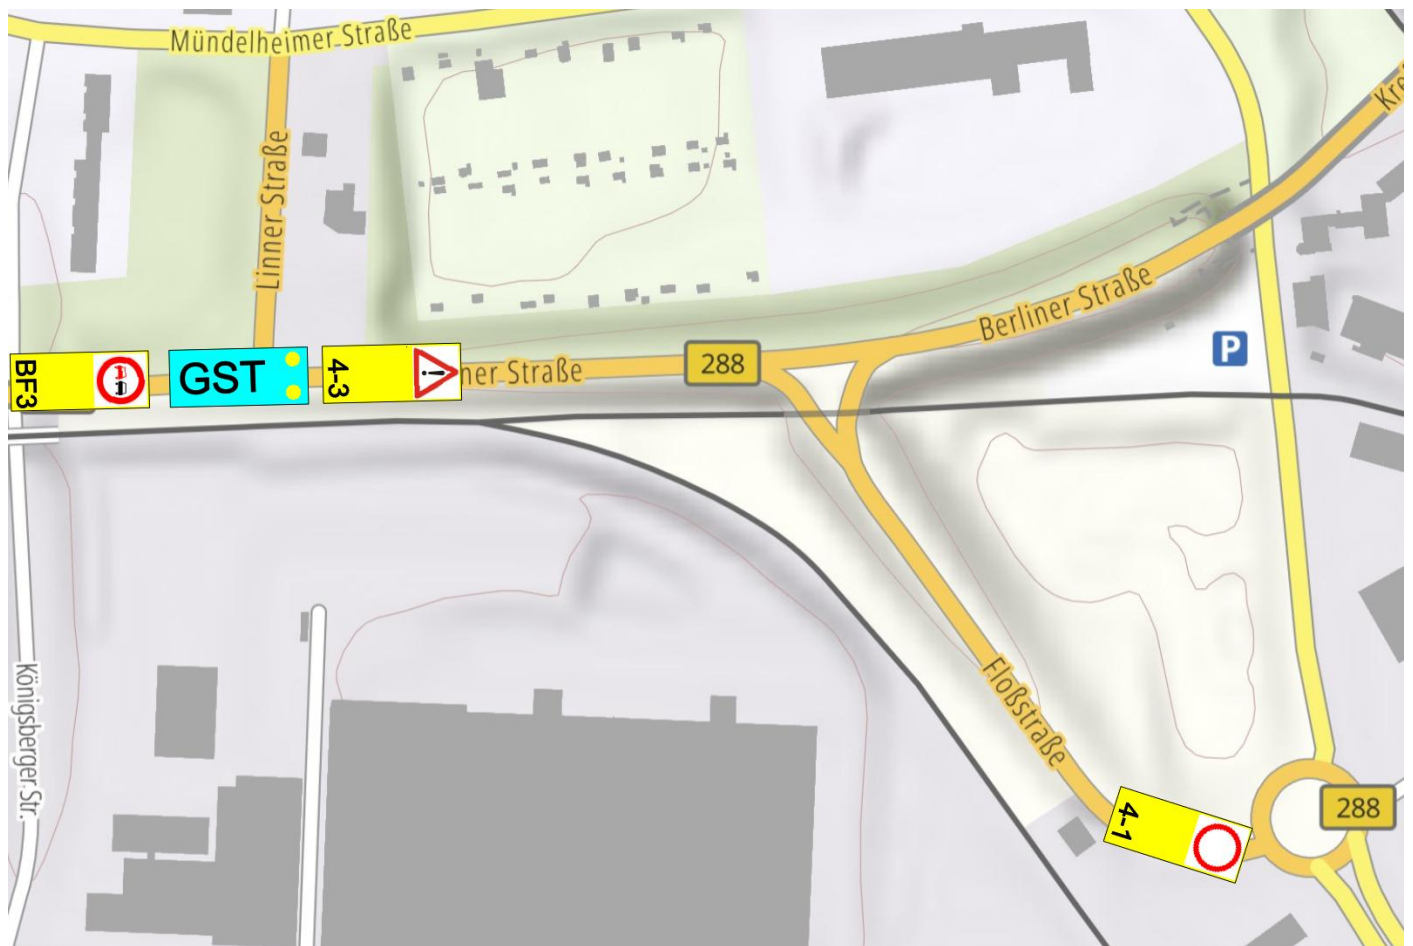 Mündelheimer Straße
Linner Straße
Kre
Berliner Straße
BF3
GST
4-3
ner Straße
288
P
Königsberger Str.
Floßstraße
4-1
288